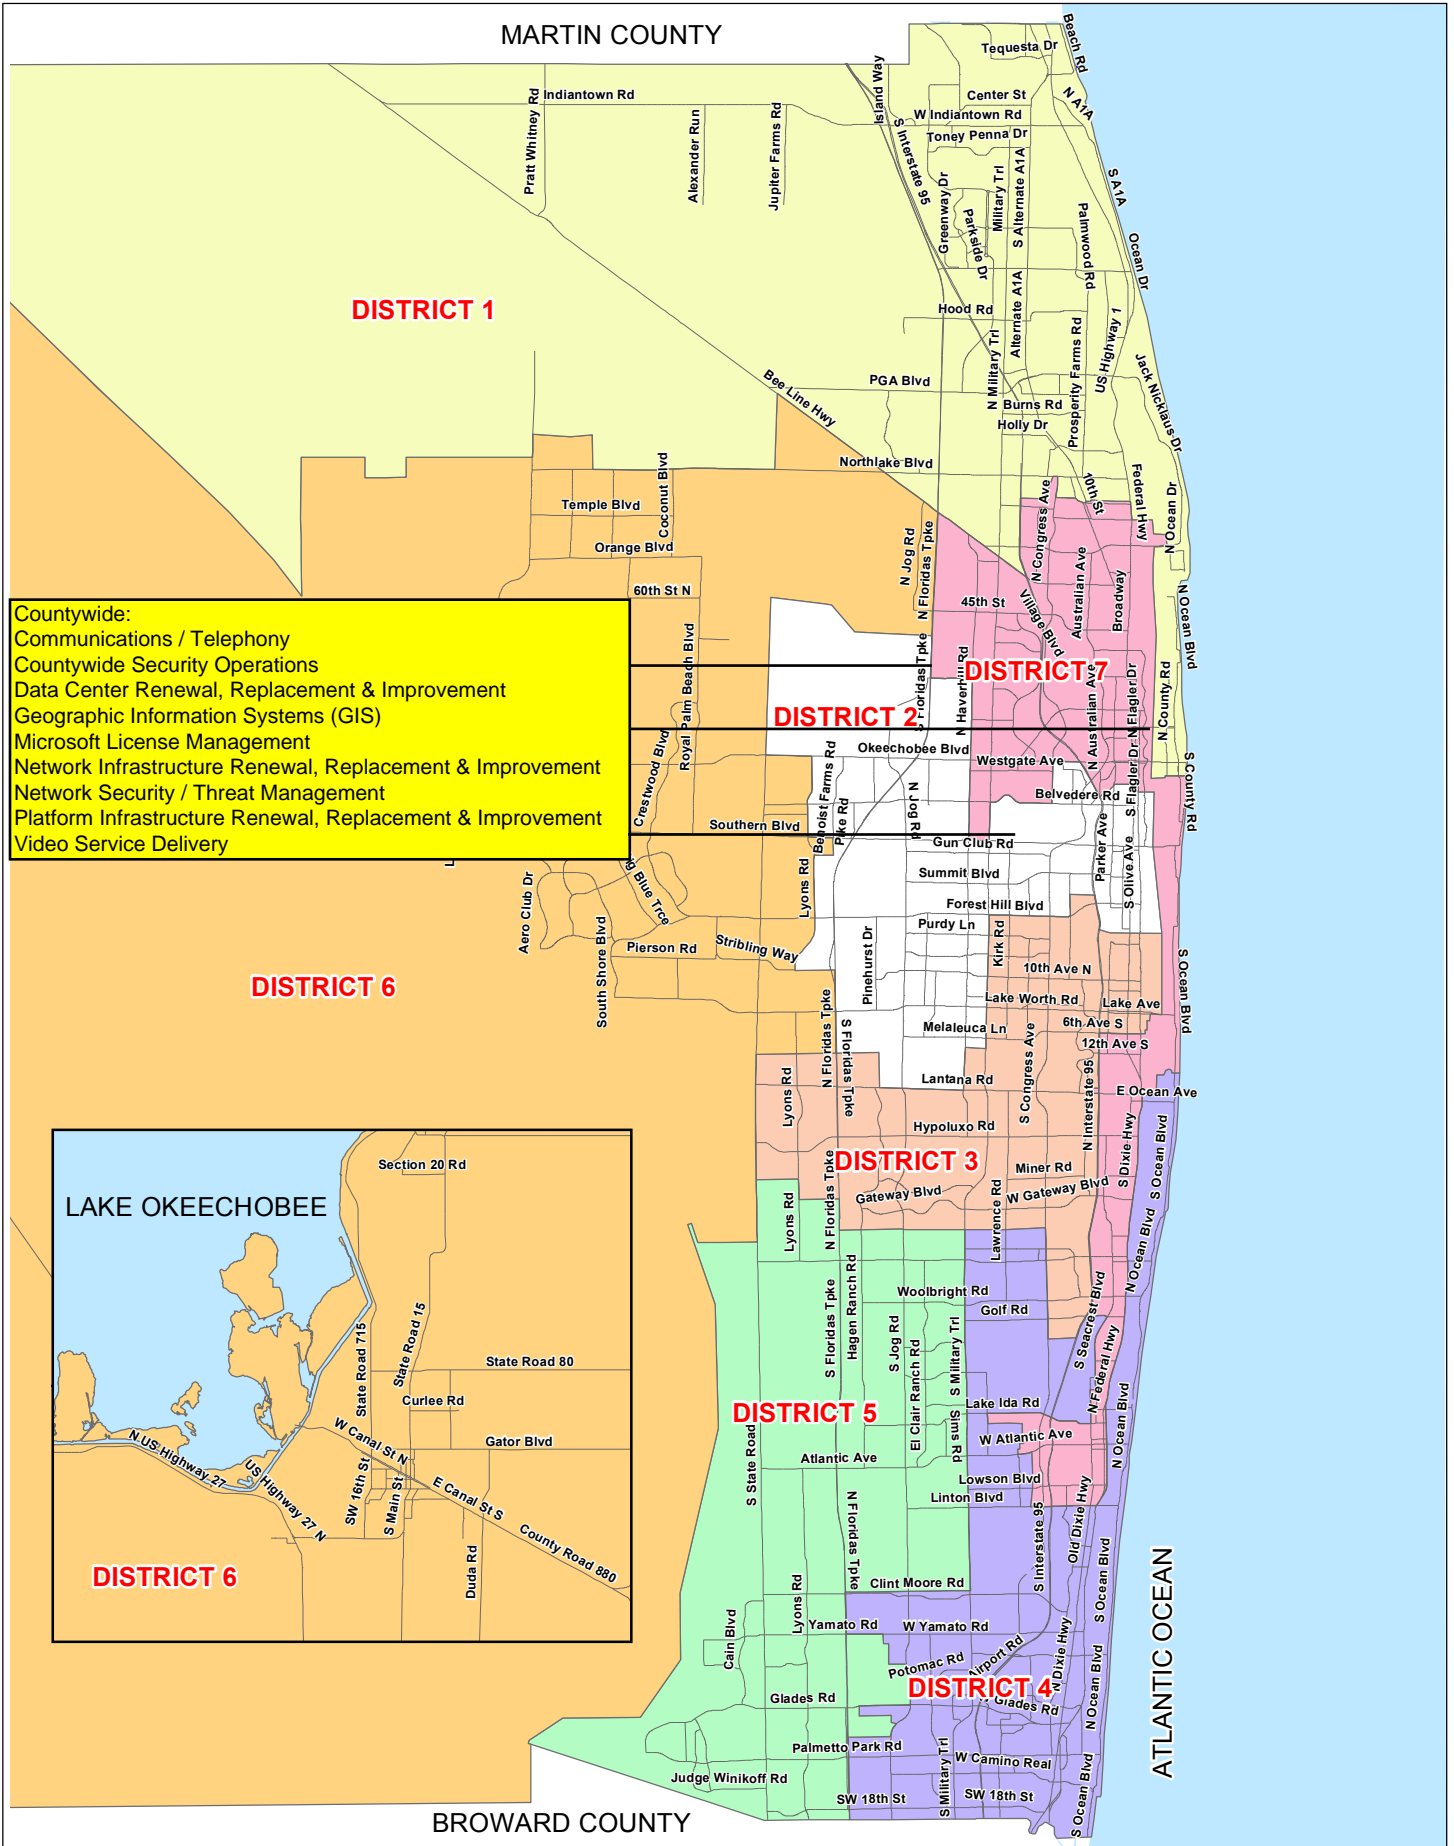 MARTIN COUNTY
Beach Rd
Tequesta Dr
Island Way
Pratt Whitney Rd
Indiantown Rd
Center St
N A1A
Alexander Run
Jupiter Farms Rd
W Indiantown Rd
S Interstate 95
Toney Penna Dr
S A1A
Greenway Dr
Parkside Dr
Military Trl
S Alternate A1A
Palmwood Rd
Ocean Dr
DISTRICT 1
Hood Rd
Alternate A1A
N Military Trl
Prosperity Farms Rd
US Highway 1
Jack Nicklaus Dr
Bee Line Hwy
PGA Blvd
Burns Rd
Holly Dr
Northlake Blvd
Coconut Blvd
Temple Blvd
Orange Blvd
10th St
Federal Hwy
N Ocean Dr
N Congress Ave
N Jog Rd
N Floridas Tpke
60th St N
45th St
Village Blvd
Australian Ave
Broadway
N Ocean Blvd
Countywide:
Communications / Telephony
Countywide Security Operations
Data Center Renewal, Replacement & Improvement
Geographic Information Systems (GIS)
Microsoft License Management
Network Infrastructure Renewal, Replacement & Improvement
Network Security / Threat Management
Platform Infrastructure Renewal, Replacement & Improvement
Video Service Delivery
Royal Palm Beach Blvd
DISTRICT 7
DISTRICT 2
S Floridas Tpke
N Haverhill Rd
N Australian Ave
N Flagler Dr
N County Rd
Okeechobee Blvd
Westgate Ave
Crestwood Blvd
Benoist Farms Rd
Pike Rd
N Jog Rd
Belvedere Rd
S Flagler Dr
S County Rd
Southern Blvd
Gun Club Rd
Parker Ave
S Olive Ave
Summit Blvd
Lyons Rd
Forest Hill Blvd
Aero Club Dr
Blue Trce
South Shore Blvd
Pierson Rd
Stribling Way
Purdy Ln
Kirk Rd
Pinehurst Dr
10th Ave N
S Ocean Blvd
DISTRICT 6
Lake Worth Rd
Lake Ave
6th Ave S
Melaleuca Ln
12th Ave S
N Floridas Tpke
S Floridas Tpke
S Congress Ave
N Interstate 95
Lyons Rd
Lantana Rd
E Ocean Ave
Hypoluxo Rd
S Dixie Hwy
S Ocean Blvd
DISTRICT 3
Miner Rd
Gateway Blvd
W Gateway Blvd
Lawrence Rd
Lyons Rd
N Floridas Tpke
N Ocean Blvd
LAKE OKEECHOBEE
Section 20 Rd
State Road 715
State Road 15
State Road 80
Curlee Rd
W Canal St N
Gator Blvd
N US Highway 27
US Highway 27 N
SW 16th St
S Main St
E Canal St S
County Road 880
Duda Rd
DISTRICT 6
Hagen Ranch Rd
S Floridas Tpke
Woolbright Rd
Golf Rd
S Seacrest Blvd
S Jog Rd
El Clair Ranch Rd
S Military Trl
N Federal Hwy
N Ocean Blvd
Lake Ida Rd
DISTRICT 5
Sims Rd
W Atlantic Ave
S State Road
Atlantic Ave
Lowson Blvd
Linton Blvd
N Floridas Tpke
S Interstate 95
Old Dixie Hwy
S Ocean Blvd
Clint Moore Rd
Lyons Rd
Cain Blvd
Yamato Rd
W Yamato Rd
Potomac Rd
Airport Rd
N Dixie Hwy
N Ocean Blvd
DISTRICT 4
Glades Rd
W Glades Rd
Palmetto Park Rd
W Camino Real
S Military Trl
Judge Winikoff Rd
SW 18th St
SW 18th St
S Ocean Blvd
ATLANTIC OCEAN
BROWARD COUNTY